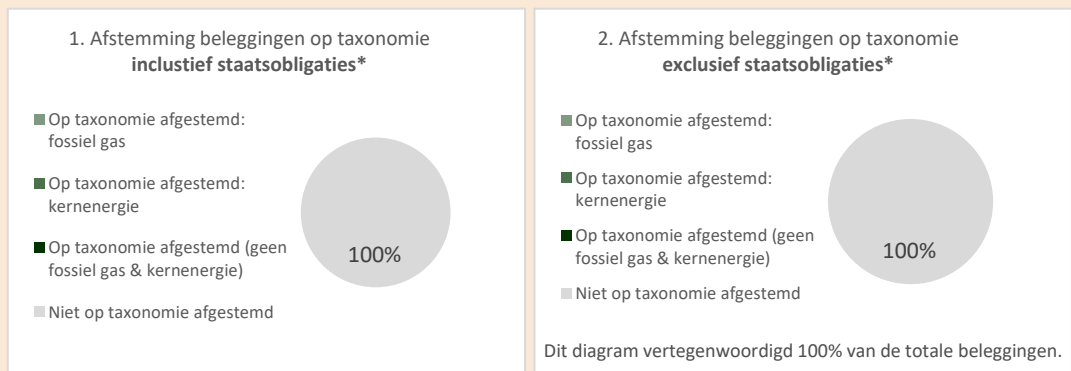 1. Afstemming beleggingen op taxonomie
inclustief staatsobligaties*
Op taxonomie afgestemd:
fossiel gas
Op taxonomie afgestemd:
kernenergie
Op taxonomie afgestemd (geen
fossiel gas & kernenergie)
Niet op taxonomie afgestemd
100%
2. Afstemming beleggingen op taxonomie
exclusief staatsobligaties*
Op taxonomie afgestemd:
fossiel gas
Op taxonomie afgestemd:
kernenergie
Op taxonomie afgestemd (geen
fossiel gas & kernenergie)
Niet op taxonomie afgestemd
100%
Dit diagram vertegenwoordigd 100% van de totale beleggingen.